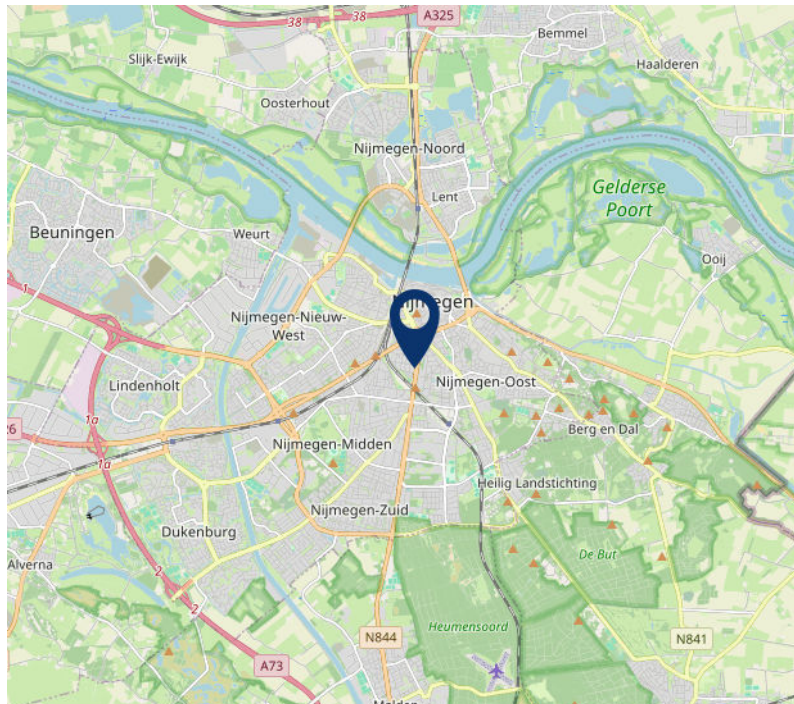 A325
38
38
Bemmel
Slijk-Ewijk
Haalderen
Oosterhout
Nijmegen-Noord
Gelderse
Poort
Lent
Beuningen
Weurt
Ooij
1
Nijmegen
Nijmegen-Nieuw-
West
Lindenholt
Nijmegen-Oost
1a
26
Berg en Dal
Nijmegen-Midden
1a
Heilig Landstichting
Nijmegen-Zuid
Dukenburg
De But
Alverna
2
2
Heumensoord
N844
N841
A73